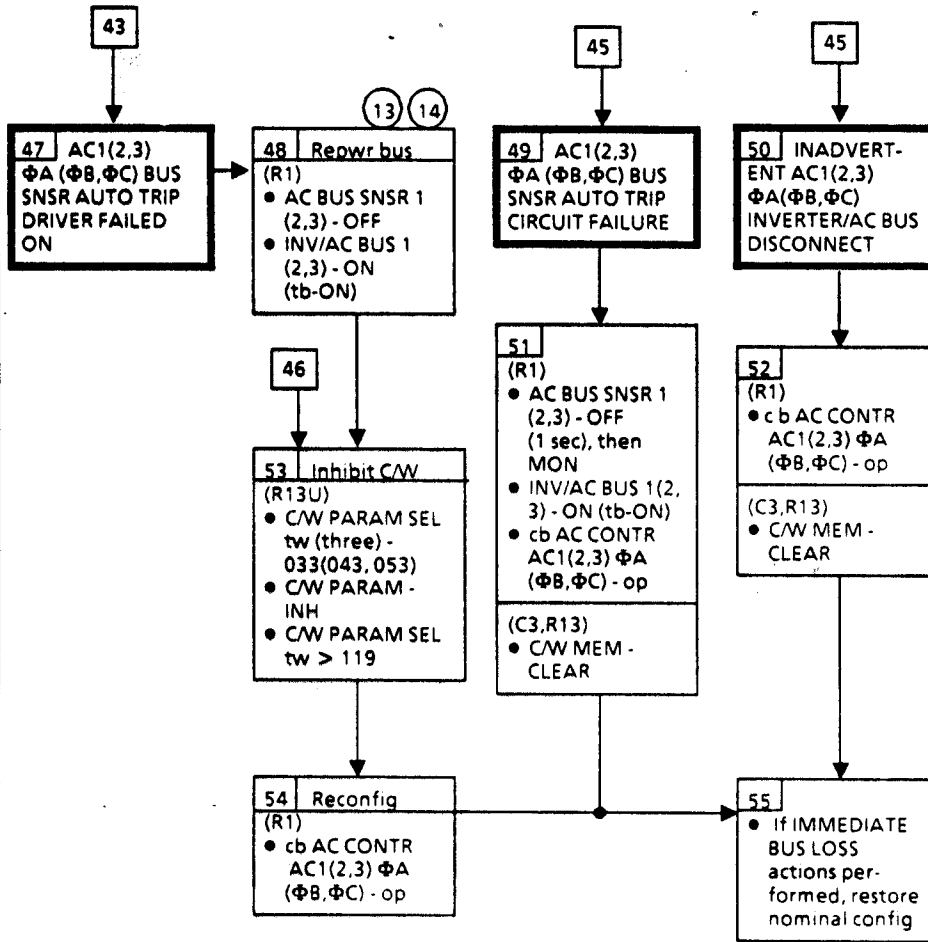 43
47 AC1(2,3)
ΦA (ΦB,ΦC) BUS
SNSR AUTO TRIP
DRIVER FAILED
ON
13 14
48 Repwr bus
(R1)
• AC BUS SNSR 1
(2,3) - OFF
• INV/AC BUS 1
(2,3) - ON
(tb-ON)
46
53 Inhibit C/W
(R13U)
• C/W PARAM SEL
tw (three) -
033(043, 053)
• C/W PARAM -
INH
• C/W PARAM SEL
tw > 119
54 Reconfig
(R1)
• cb AC CONTR
AC1(2,3) ΦA
(ΦB,ΦC) - op
45
49 AC1(2,3)
ΦA (ΦB,ΦC) BUS
SNSR AUTO TRIP
CIRCUIT FAILURE
51
(R1)
• AC BUS SNSR 1
(2,3) - OFF
(1 sec), then
MON
• INV/AC BUS 1(2,
3) - ON (tb-ON)
• cb AC CONTR
AC1(2,3) ΦA
(ΦB,ΦC) - op
(C3,R13)
• C/W MEM -
CLEAR
45
50 INADVERT-
ENT AC1(2,3)
ΦA(ΦB,ΦC)
INVERTER/AC BUS
DISCONNECT
52
(R1)
• cb AC CONTR
AC1(2,3) ΦA
(ΦB,ΦC) - op
(C3,R13)
• C/W MEM -
CLEAR
55
• If IMMEDIATE
BUS LOSS
actions per-
formed, restore
nominal config